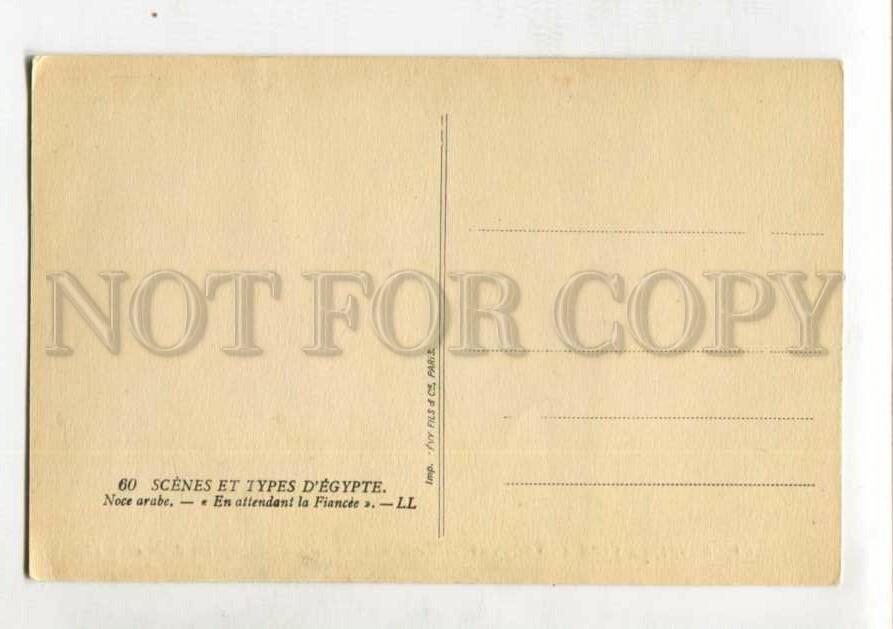 NOT FOR COPY
60 SCÈNES ET TYPES D'ÉGYPTE.
Noce arabe. — « En attendant la Fiancée ». — LL
Imp. LÉVY FILS & Cie, PARIS